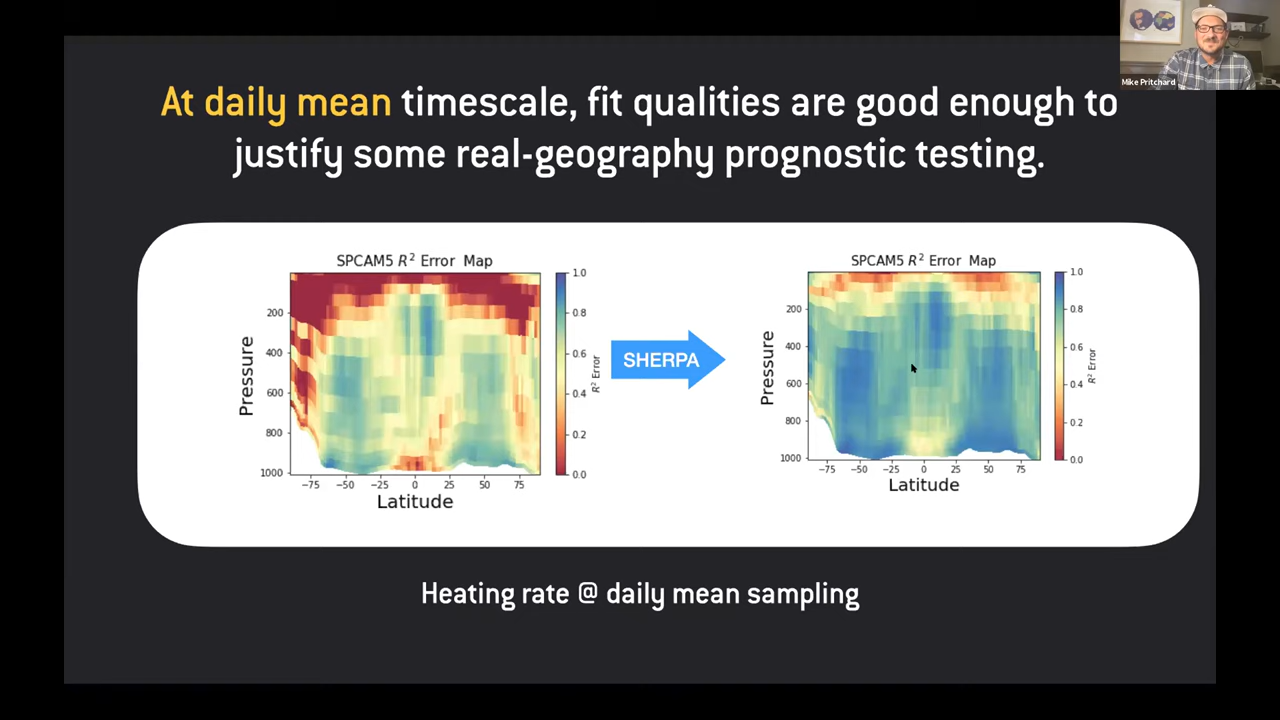 Mike Pritchard
At daily mean timescale, fit qualities are good enough to
justify some real-geography prognostic testing.
SPCAM5 R² Error Map
1.0
0.8
0.6
0.4
0.2
0.0
R² Error
200
400
600
800
1000
Pressure
−75 −50 −25 0 25 50 75
Latitude
SHERPA
SPCAM5 R² Error Map
1.0
0.8
0.6
0.4
0.2
0.0
R² Error
200
400
600
800
1000
Pressure
−75 −50 −25 0 25 50 75
Latitude
Heating rate @ daily mean sampling